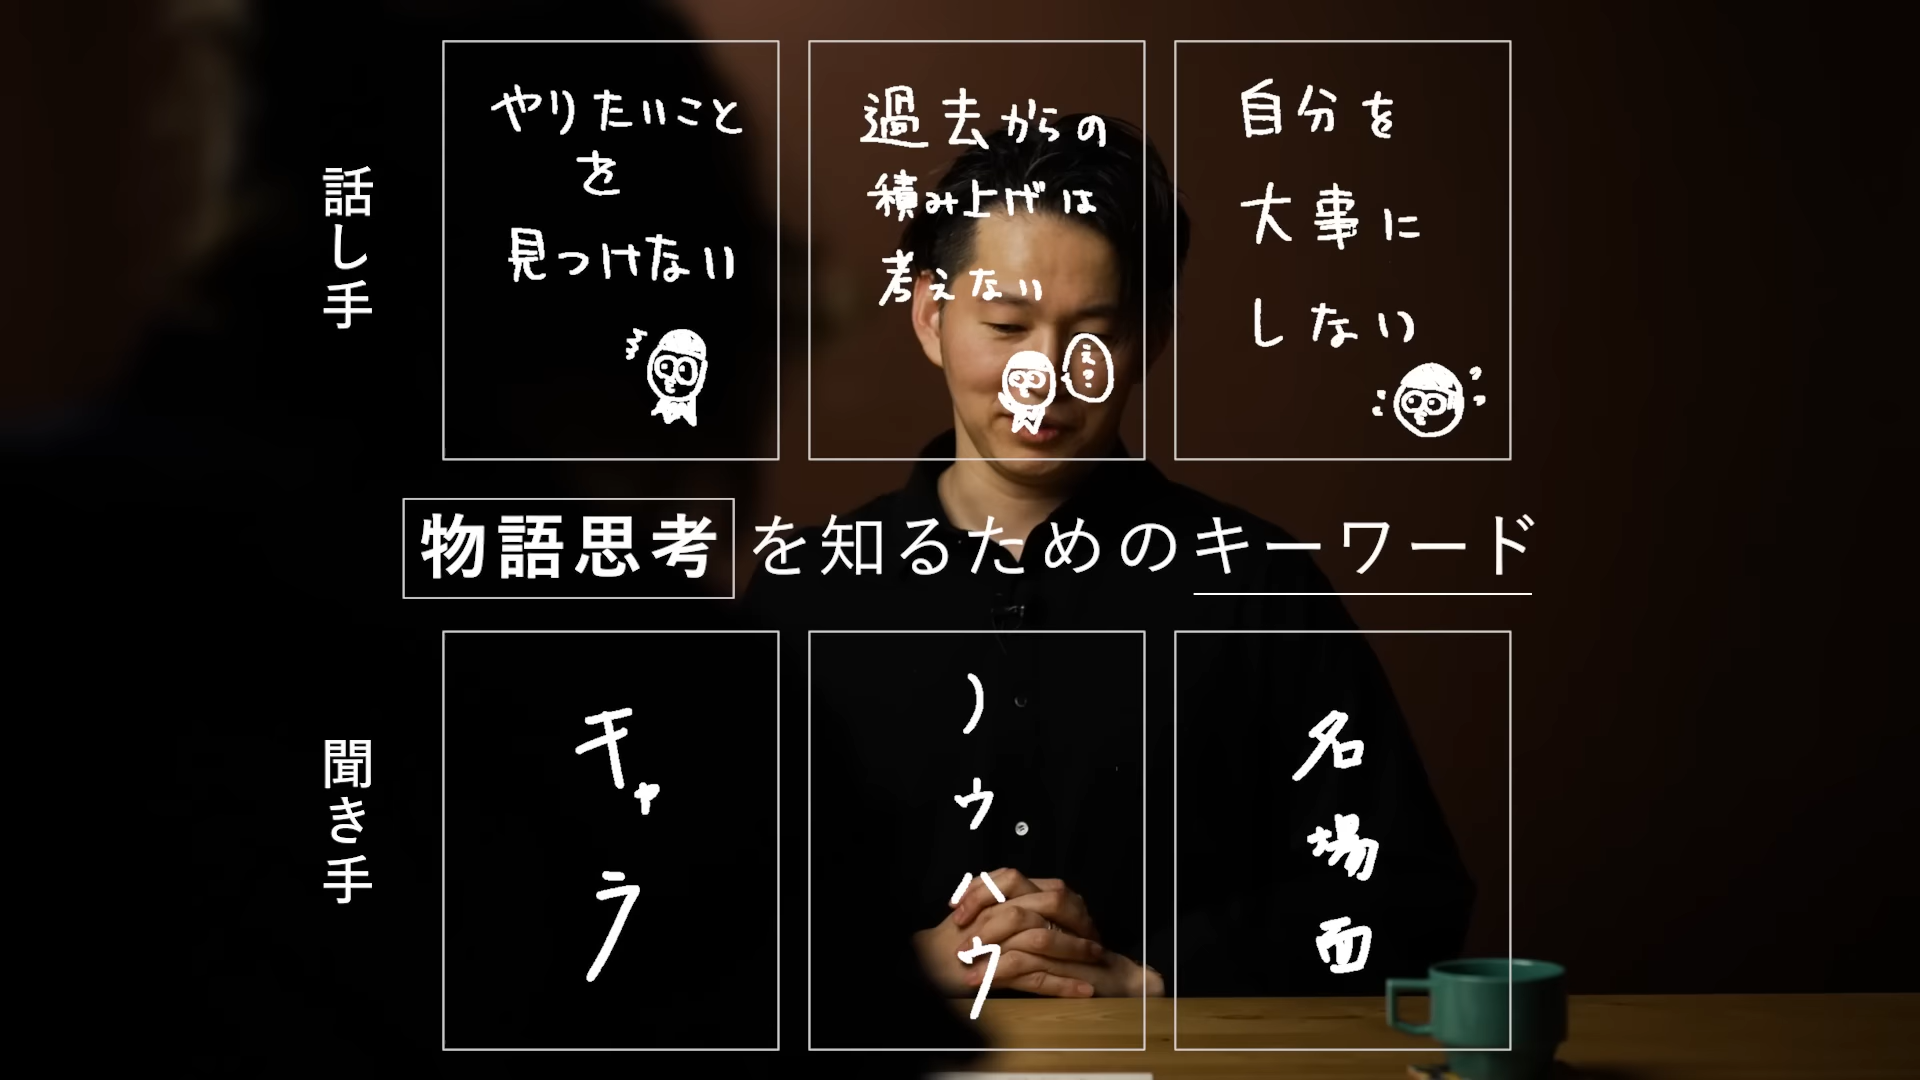 話し手
やりたいこと
を
見つけない
過去からの
積み上げは
考えない
え?
自分を
大事に
しない
物語思考を知るためのキーワード
聞き手
キャラ
ノウハウ
名場面